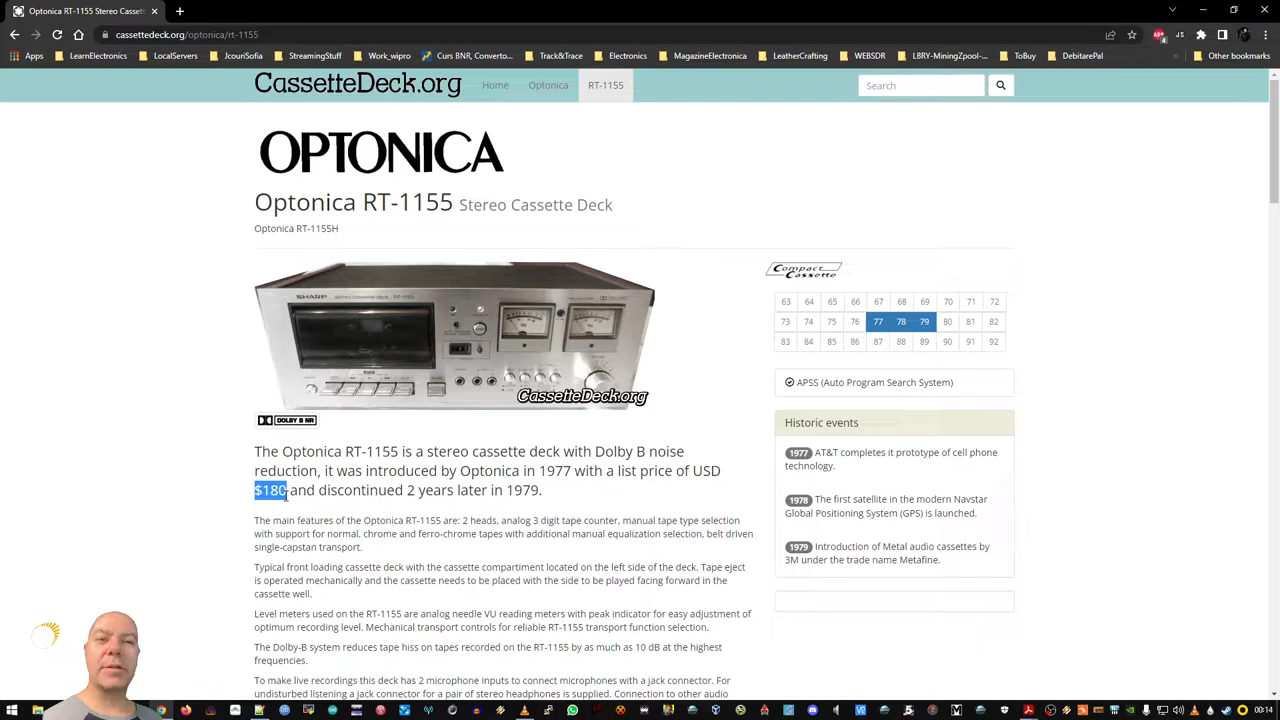 Optonica RT-1155 Stereo Cassett
cassettedeck.org/optonica/rt-1155
Apps
LearnElectronics
LocalServers
JcouriSofia
Restaurants
Work_wipro
Curs BNR, Converto...
Track&Trace
Electronics
MagazineElectronica
LeatherCrafting
WEBSDR
LBRY-MiningZpool-...
ToBuy
DebitarePal
Other bookmarks
CassetteDeck.org
Home
Optonica
RT-1155
Search
OPTONICA
Optonica RT-1155 Stereo Cassette Deck
Optonica RT-1155H
SHARP
CassetteDeck.org
DOLBY B NR
Compact
Cassette
63 64 65 66 67 68 69 70 71 72
73 74 75 76 77 78 79 80 81 82
83 84 85 86 87 88 89 90 91 92
APSS (Auto Program Search System)
Historic events
1977 AT&T completes it prototype of cell phone
technology.
1978 The first satellite in the modern Navstar
Global Positioning System (GPS) is launched.
1979 Introduction of Metal audio cassettes by
3M under the trade name Metafine.
The Optonica RT-1155 is a stereo cassette deck with Dolby B noise
reduction, it was introduced by Optonica in 1977 with a list price of USD
$180 and discontinued 2 years later in 1979.
The main features of the Optonica RT-1155 are: 2 heads, analog 3 digit tape counter, manual tape type selection
with support for normal, chrome and ferro-chrome tapes with additional manual equalization selection, belt driven
single-capstan transport.
Typical front loading cassette deck with the cassette compartment located on the left side of the deck. Tape eject
is operated mechanically and the cassette needs to be placed with the side to be played facing forward in the
cassette well.
Level meters used on the RT-1155 are analog needle VU reading meters with peak indicator for easy adjustment of
optimum recording level. Mechanical transport controls for reliable RT-1155 transport function selection.
The Dolby-B system reduces tape hiss on tapes recorded on the RT-1155 by as much as 10 dB at the highest
frequencies.
To make live recordings this deck has 2 microphone inputs to connect microphones with a jack connector. For
undisturbed listening a jack connector for a pair of stereo headphones is supplied. Connection to other audio
00:14